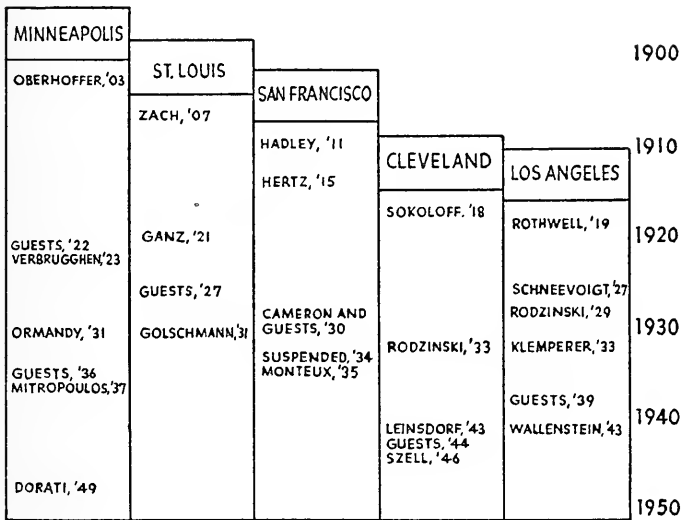 MINNEAPOLIS
OBERHOFFER,'03
GUESTS, '22
VERBRUGGHEN,'23
ORMANDY, '31
GUESTS, '36
MITROPOULOS,'37
DORATI, '49
ST. LOUIS
ZACH, '07
GANZ, '21
GUESTS, '27
GOLSCHMANN,'31
SAN FRANCISCO
HADLEY, '11
HERTZ, '15
CAMERON AND
GUESTS, '30
SUSPENDED, '34
MONTEUX, '35
CLEVELAND
SOKOLOFF. '18
RODZINSKI, '33
LEINSDORF, '43
GUESTS, '44
SZELL, '46
LOS ANGELES
ROTHWELL, '19
SCHNEEVOIGT,'27
RODZINSKI, '29
KLEMPERER, '33
GUESTS, '39
WALLENSTEIN,'43
1900
1910
1920
1930
1940
1950